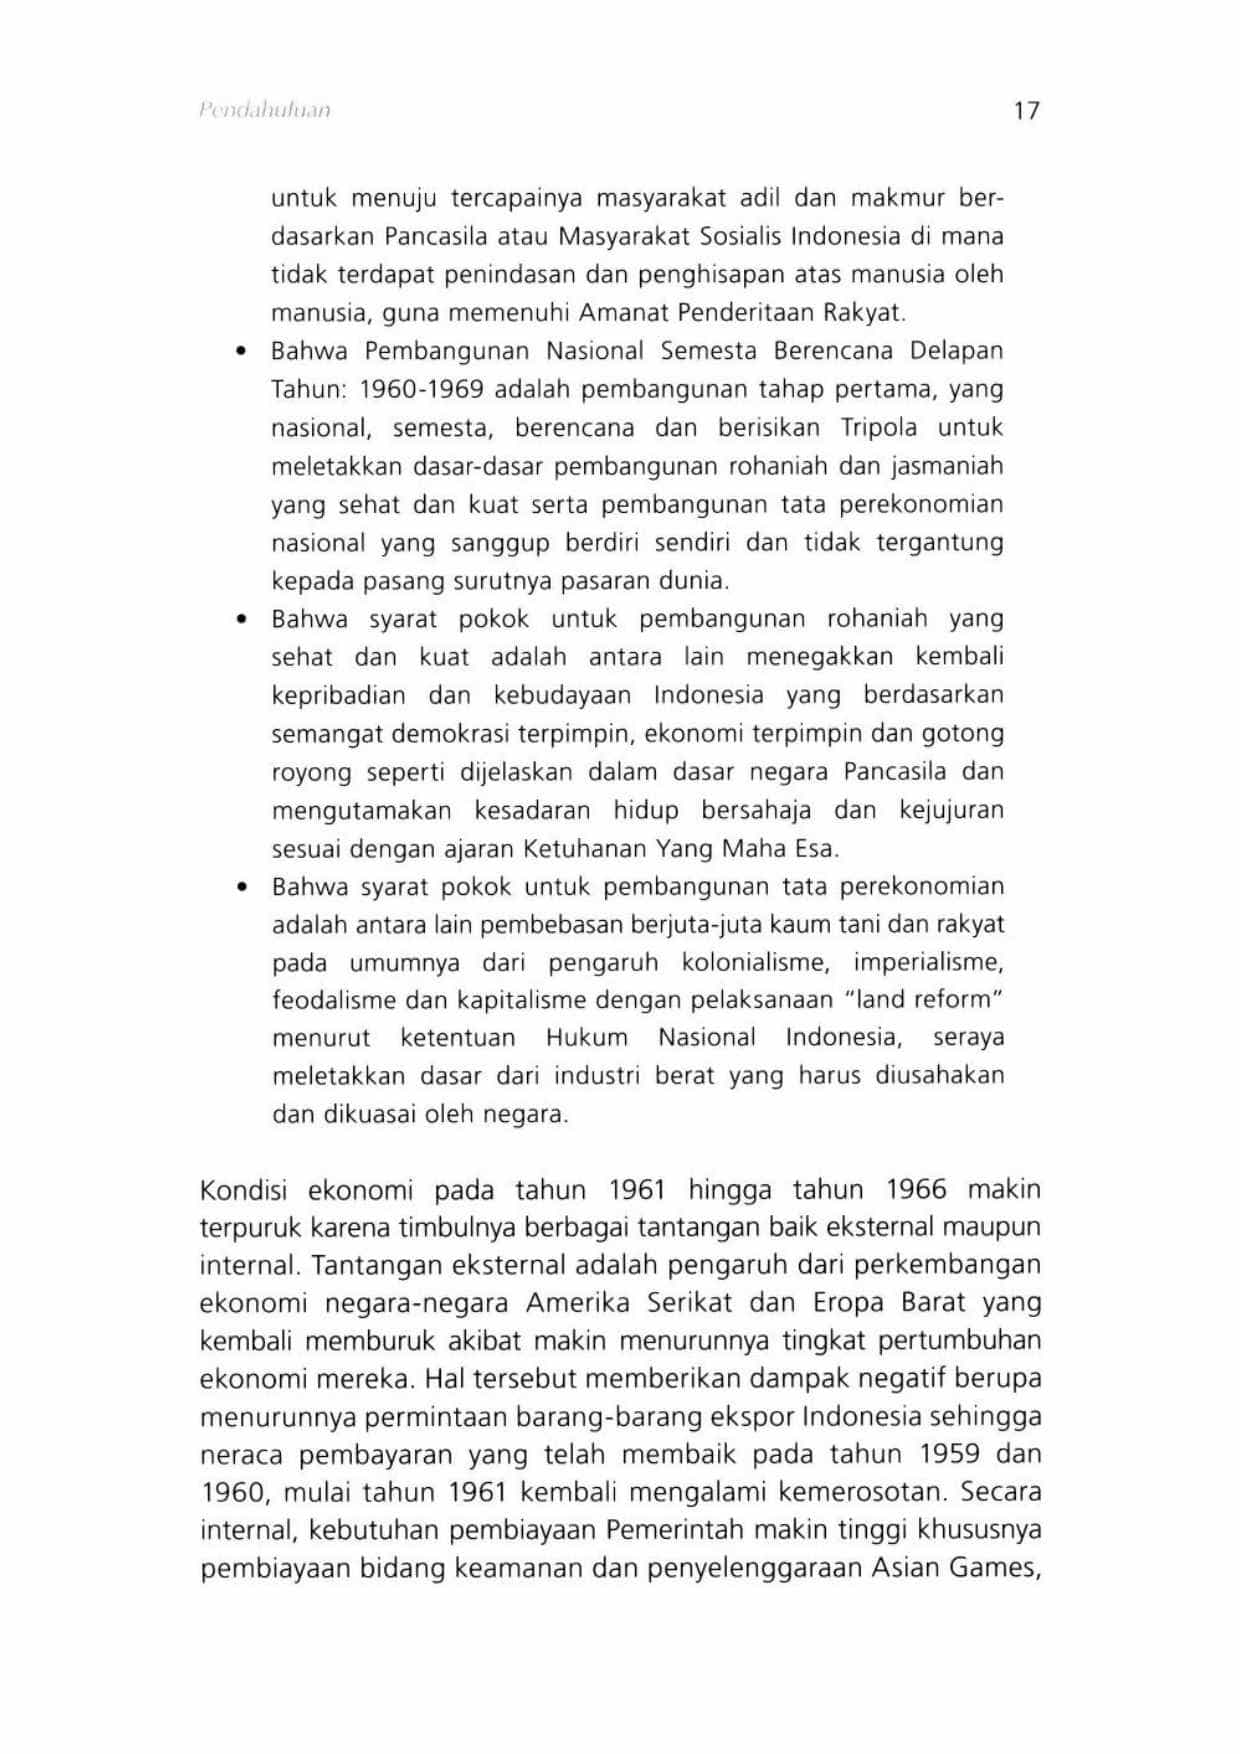 Pendahuluan 17
untuk menuju tercapainya masyarakat adil dan makmur ber-
dasarkan Pancasila atau Masyarakat Sosialis Indonesia di mana
tidak terdapat penindasan dan penghisapan atas manusia oleh
manusia, guna memenuhi Amanat Penderitaan Rakyat.
• Bahwa Pembangunan Nasional Semesta Berencana Delapan
Tahun: 1960-1969 adalah pembangunan tahap pertama, yang
nasional, semesta, berencana dan berisikan Tripola untuk
meletakkan dasar-dasar pembangunan rohaniah dan jasmaniah
yang sehat dan kuat serta pembangunan tata perekonomian
nasional yang sanggup berdiri sendiri dan tidak tergantung
kepada pasang surutnya pasaran dunia.
• Bahwa syarat pokok untuk pembangunan rohaniah yang
sehat dan kuat adalah antara lain menegakkan kembali
kepribadian dan kebudayaan Indonesia yang berdasarkan
semangat demokrasi terpimpin, ekonomi terpimpin dan gotong
royong seperti dijelaskan dalam dasar negara Pancasila dan
mengutamakan kesadaran hidup bersahaja dan kejujuran
sesuai dengan ajaran Ketuhanan Yang Maha Esa.
• Bahwa syarat pokok untuk pembangunan tata perekonomian
adalah antara lain pembebasan berjuta-juta kaum tani dan rakyat
pada umumnya dari pengaruh kolonialisme, imperialisme,
feodalisme dan kapitalisme dengan pelaksanaan “land reform”
menurut ketentuan Hukum Nasional Indonesia, seraya
meletakkan dasar dari industri berat yang harus diusahakan
dan dikuasai oleh negara.
Kondisi ekonomi pada tahun 1961 hingga tahun 1966 makin
terpuruk karena timbulnya berbagai tantangan baik eksternal maupun
internal. Tantangan eksternal adalah pengaruh dari perkembangan
ekonomi negara-negara Amerika Serikat dan Eropa Barat yang
kembali memburuk akibat makin menurunnya tingkat pertumbuhan
ekonomi mereka. Hal tersebut memberikan dampak negatif berupa
menurunnya permintaan barang-barang ekspor Indonesia sehingga
neraca pembayaran yang telah membaik pada tahun 1959 dan
1960, mulai tahun 1961 kembali mengalami kemerosotan. Secara
internal, kebutuhan pembiayaan Pemerintah makin tinggi khususnya
pembiayaan bidang keamanan dan penyelenggaraan Asian Games,